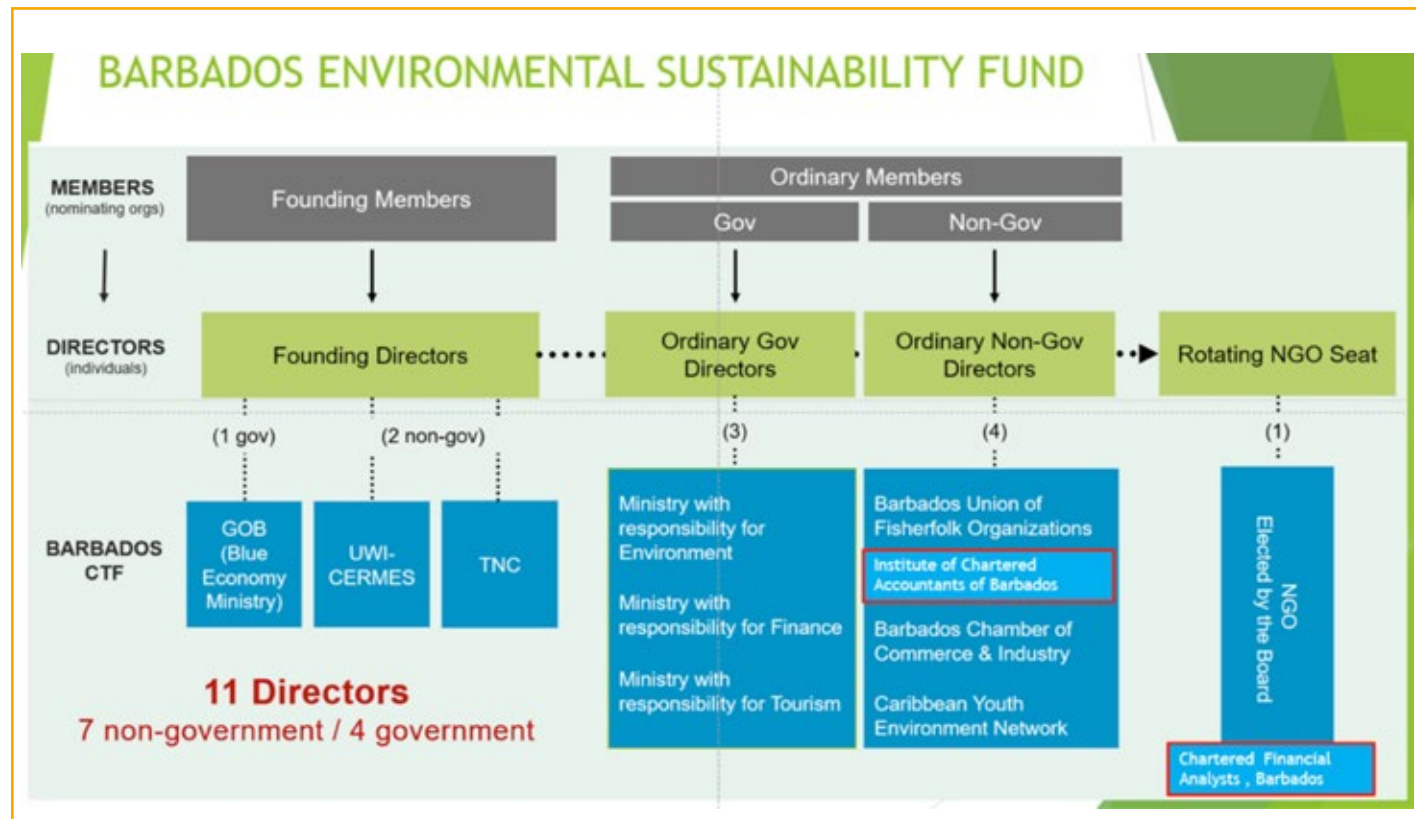 BARBADOS ENVIRONMENTAL SUSTAINABILITY FUND
MEMBERS
(nominating orgs)
Founding Members
Ordinary Members
Gov
Non-Gov
DIRECTORS
(individuals)
Founding Directors
Ordinary Gov
Directors
Ordinary Non-Gov
Directors
Rotating NGO Seat
(1 gov)
(2 non-gov)
(3)
(4)
(1)
BARBADOS
CTF
GOB
(Blue
Economy
Ministry)
UWI-
CERMES
TNC
Ministry with
responsibility for
Environment
Ministry with
responsibility for Finance
Ministry with
responsibility for Tourism
Barbados Union of
Fisherfolk Organizations
Institute of Chartered
Accountants of Barbados
Barbados Chamber of
Commerce & Industry
Caribbean Youth
Environment Network
NGO
Elected by the Board
Chartered Financial
Analysts , Barbados
11 Directors
7 non-government / 4 government